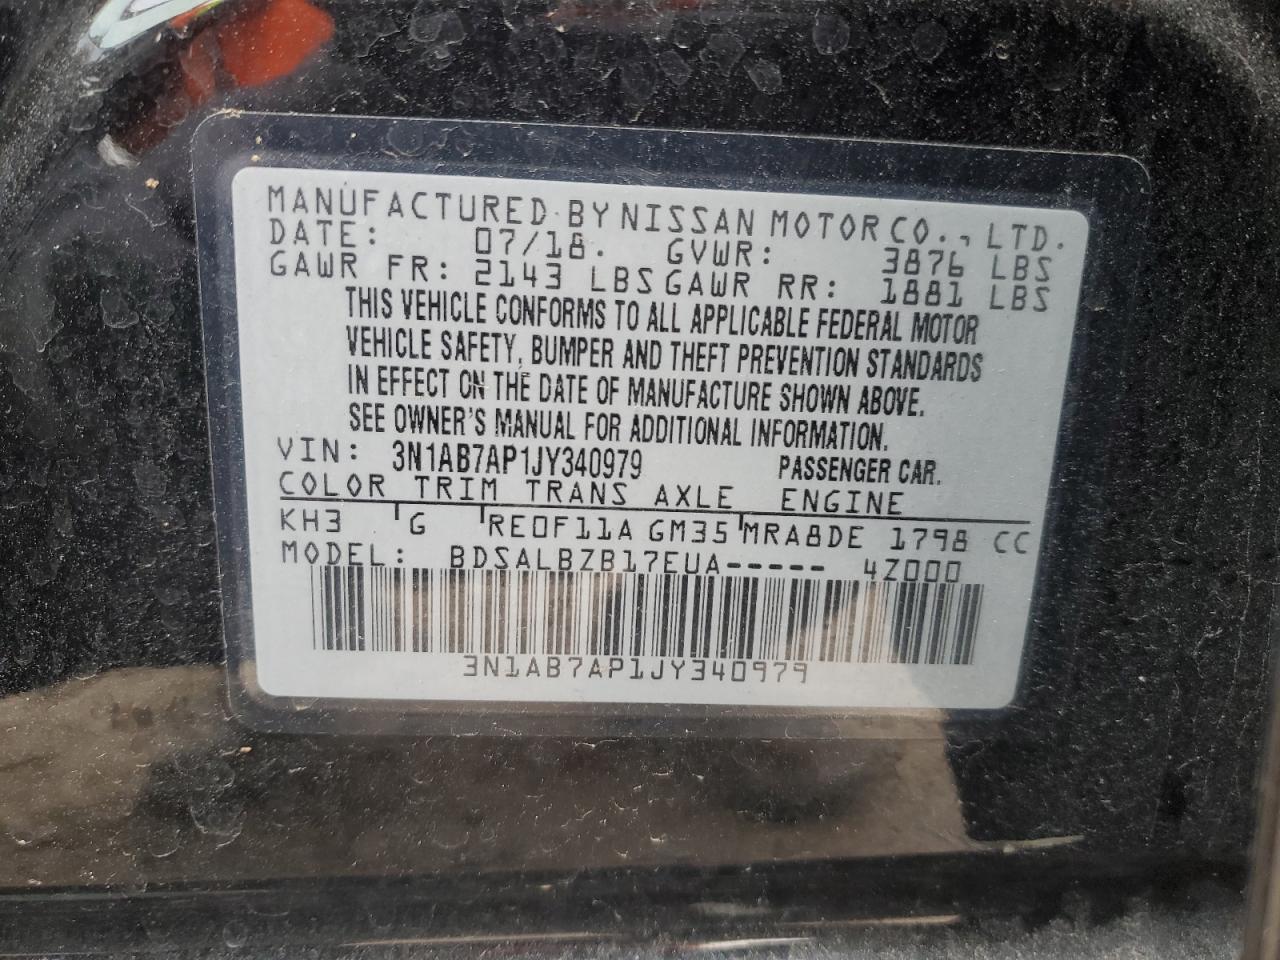 MANUFACTURED BY NISSAN MOTOR CO., LTD.
DATE: 07/18. GVWR: 3876 LBS
GAWR FR: 2143 LBS GAWR RR: 1881 LBS
THIS VEHICLE CONFORMS TO ALL APPLICABLE FEDERAL MOTOR
VEHICLE SAFETY, BUMPER AND THEFT PREVENTION STANDARDS
IN EFFECT ON THE DATE OF MANUFACTURE SHOWN ABOVE.
SEE OWNER'S MANUAL FOR ADDITIONAL INFORMATION.
VIN: 3N1AB7AP1JY340979 PASSENGER CAR.
COLOR TRIM TRANS AXLE ENGINE
KH3 G RE0F11A GM35 MRA8DE 1798 CC
MODEL: BDSALBZB17EUA----- 4Z000
3N1AB7AP1JY340979